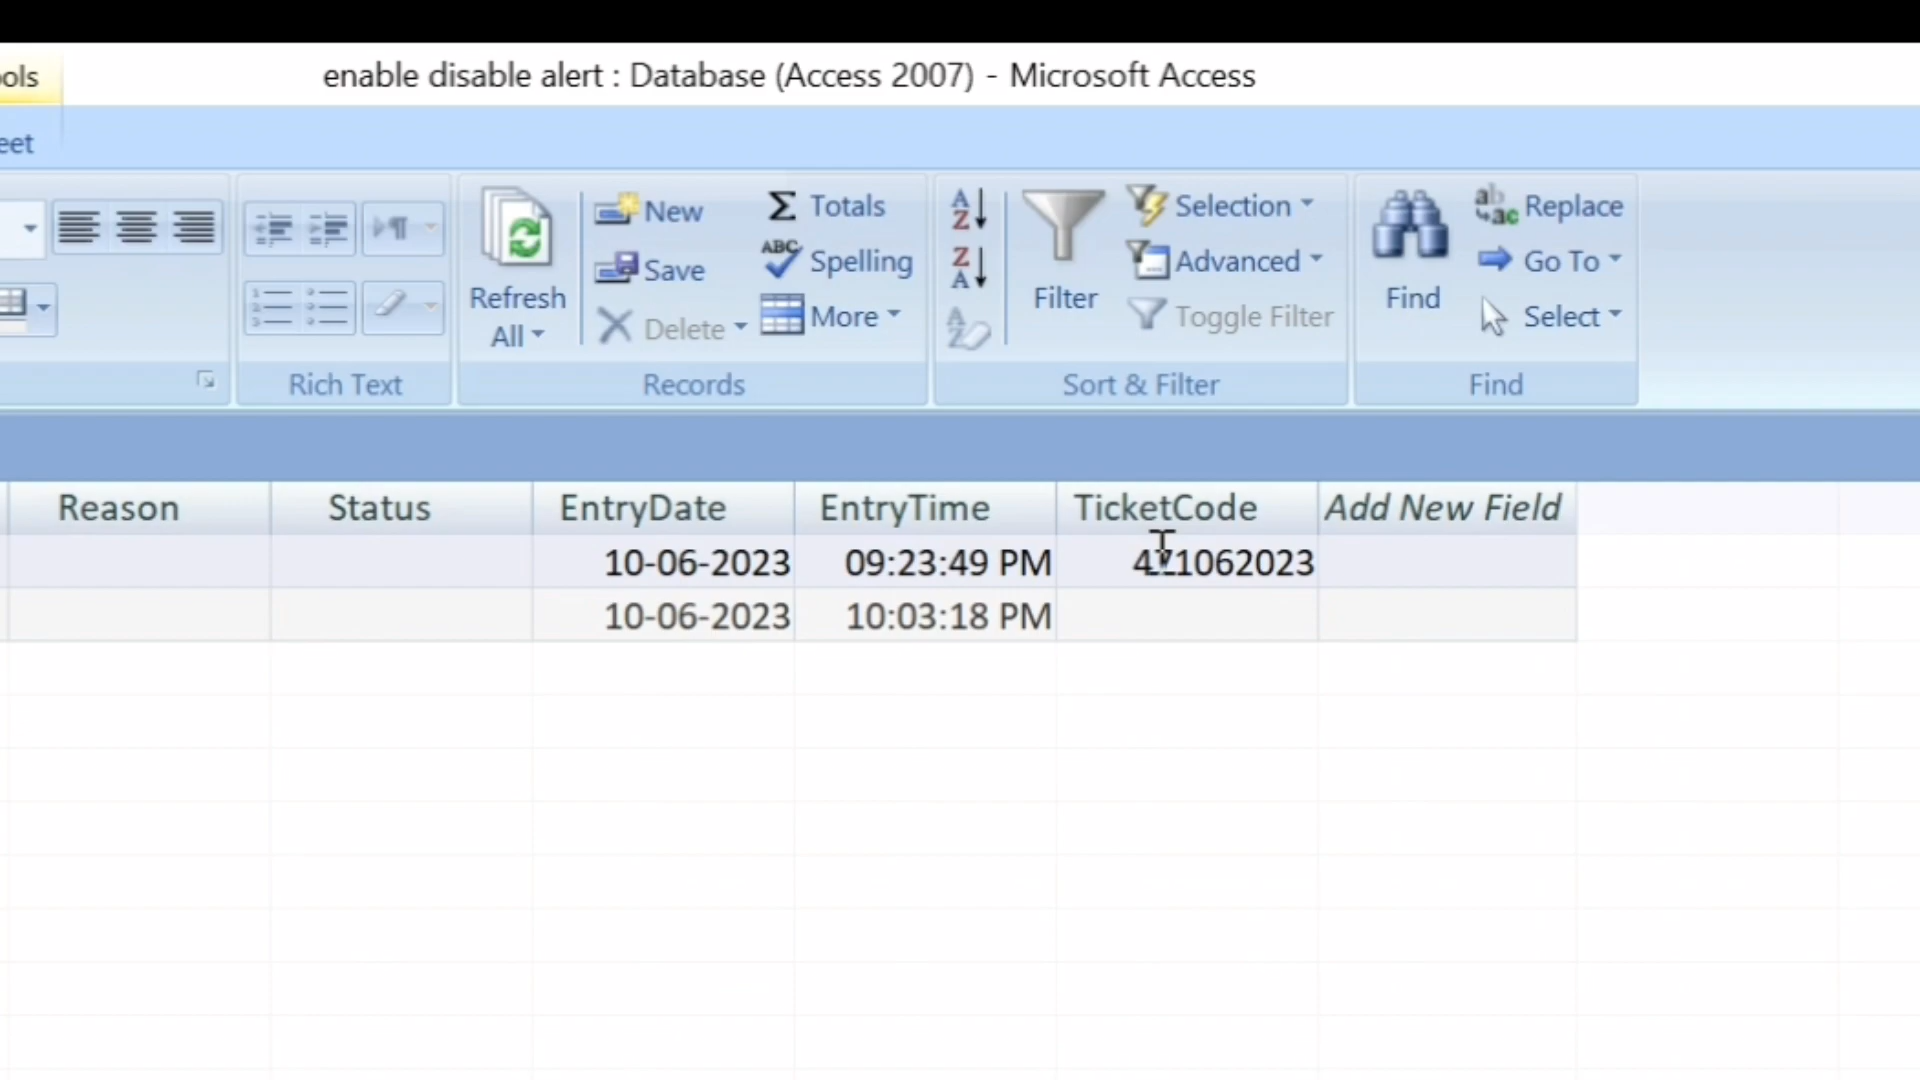 ols
enable disable alert : Database (Access 2007) - Microsoft Access
eet
New
Save
Delete
Refresh
All
Totals
Spelling
More
Filter
Selection
Advanced
Toggle Filter
Find
Replace
Go To
Select
Rich Text
Records
Sort & Filter
Find
Reason Status EntryDate EntryTime TicketCode Add New Field
10-06-2023 09:23:49 PM
10-06-2023 10:03:18 PM